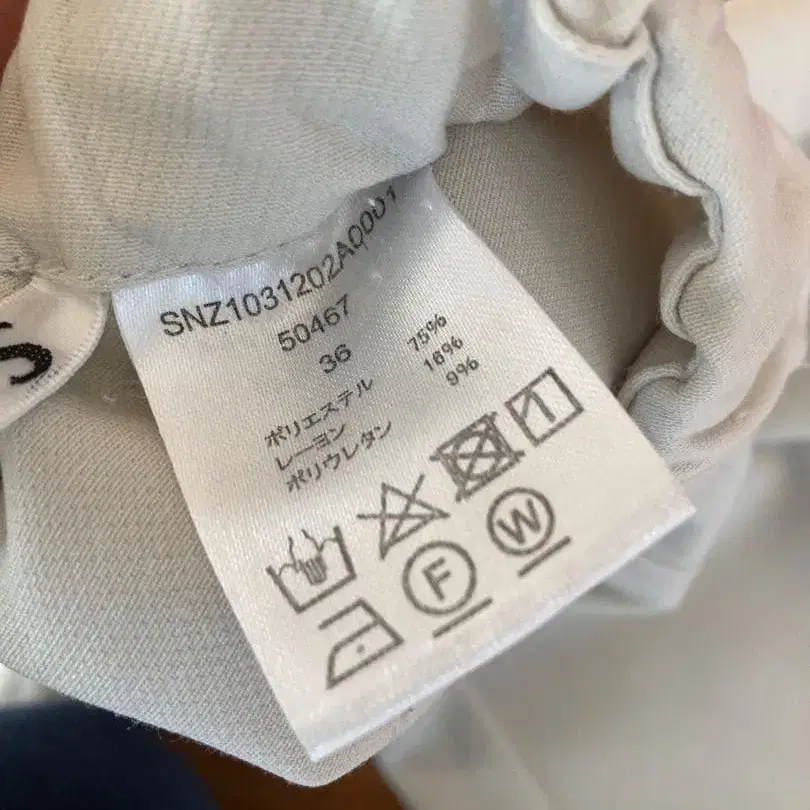 S
SNZ1031202A0001
50467
36
ポリエステル 75%
レーヨン 16%
ポリウレタン 9%
F
W